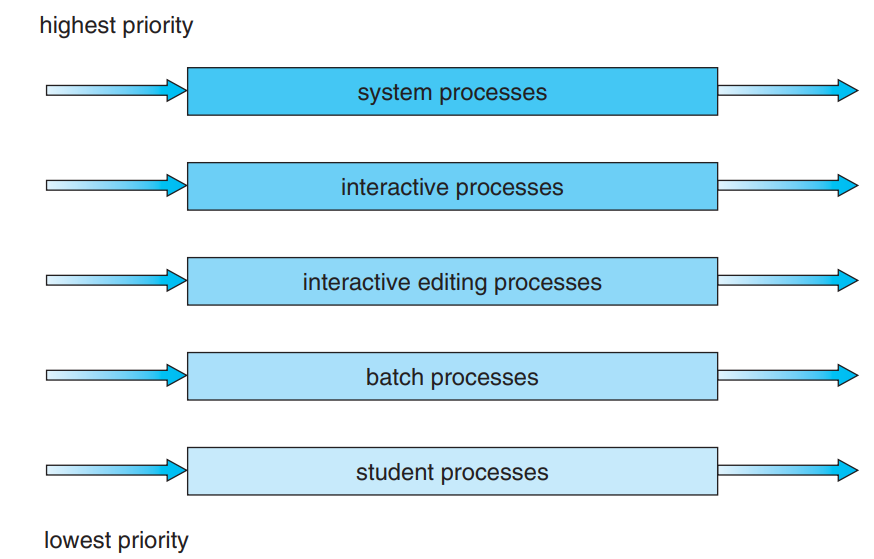 highest priority
system processes
interactive processes
interactive editing processes
batch processes
student processes
lowest priority